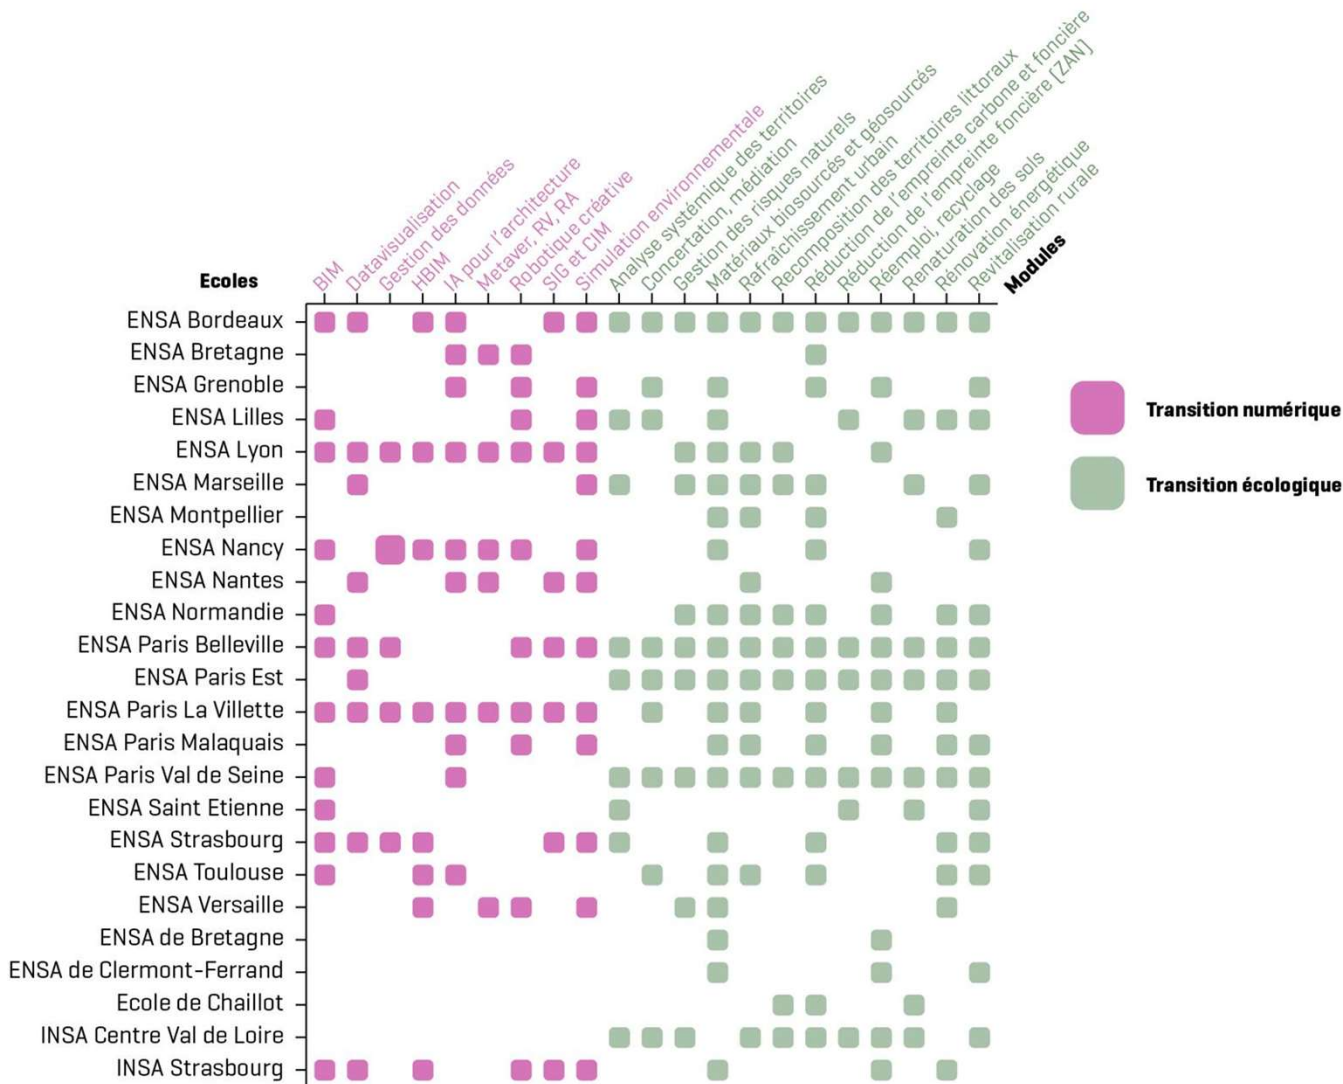 BIM
Datavisualisation
Gestion des données
HBIM
IA pour l'architecture
Metaver, RV, RA
Robotique créative
SIG et CIM
Simulation environnementale
Analyse systémique des territoires
Concertation, médiation
Gestion des risques naturels
Matériaux biosourcés et géosourcés
Rafraîchissement urbain
Recomposition des territoires littoraux
Réduction de l'empreinte carbone et foncière
Réduction de l'empreinte foncière [ZAN]
Réemploi, recyclage
Renaturation des sols
Rénovation énergétique
Revitalisation rurale
Modules
Ecoles
ENSA Bordeaux
ENSA Bretagne
ENSA Grenoble
ENSA Lilles
ENSA Lyon
ENSA Marseille
ENSA Montpellier
ENSA Nancy
ENSA Nantes
ENSA Normandie
ENSA Paris Belleville
ENSA Paris Est
ENSA Paris La Villette
ENSA Paris Malaquais
ENSA Paris Val de Seine
ENSA Saint Etienne
ENSA Strasbourg
ENSA Toulouse
ENSA Versaille
ENSA de Bretagne
ENSA de Clermont-Ferrand
Ecole de Chaillot
INSA Centre Val de Loire
INSA Strasbourg
Transition numérique
Transition écologique